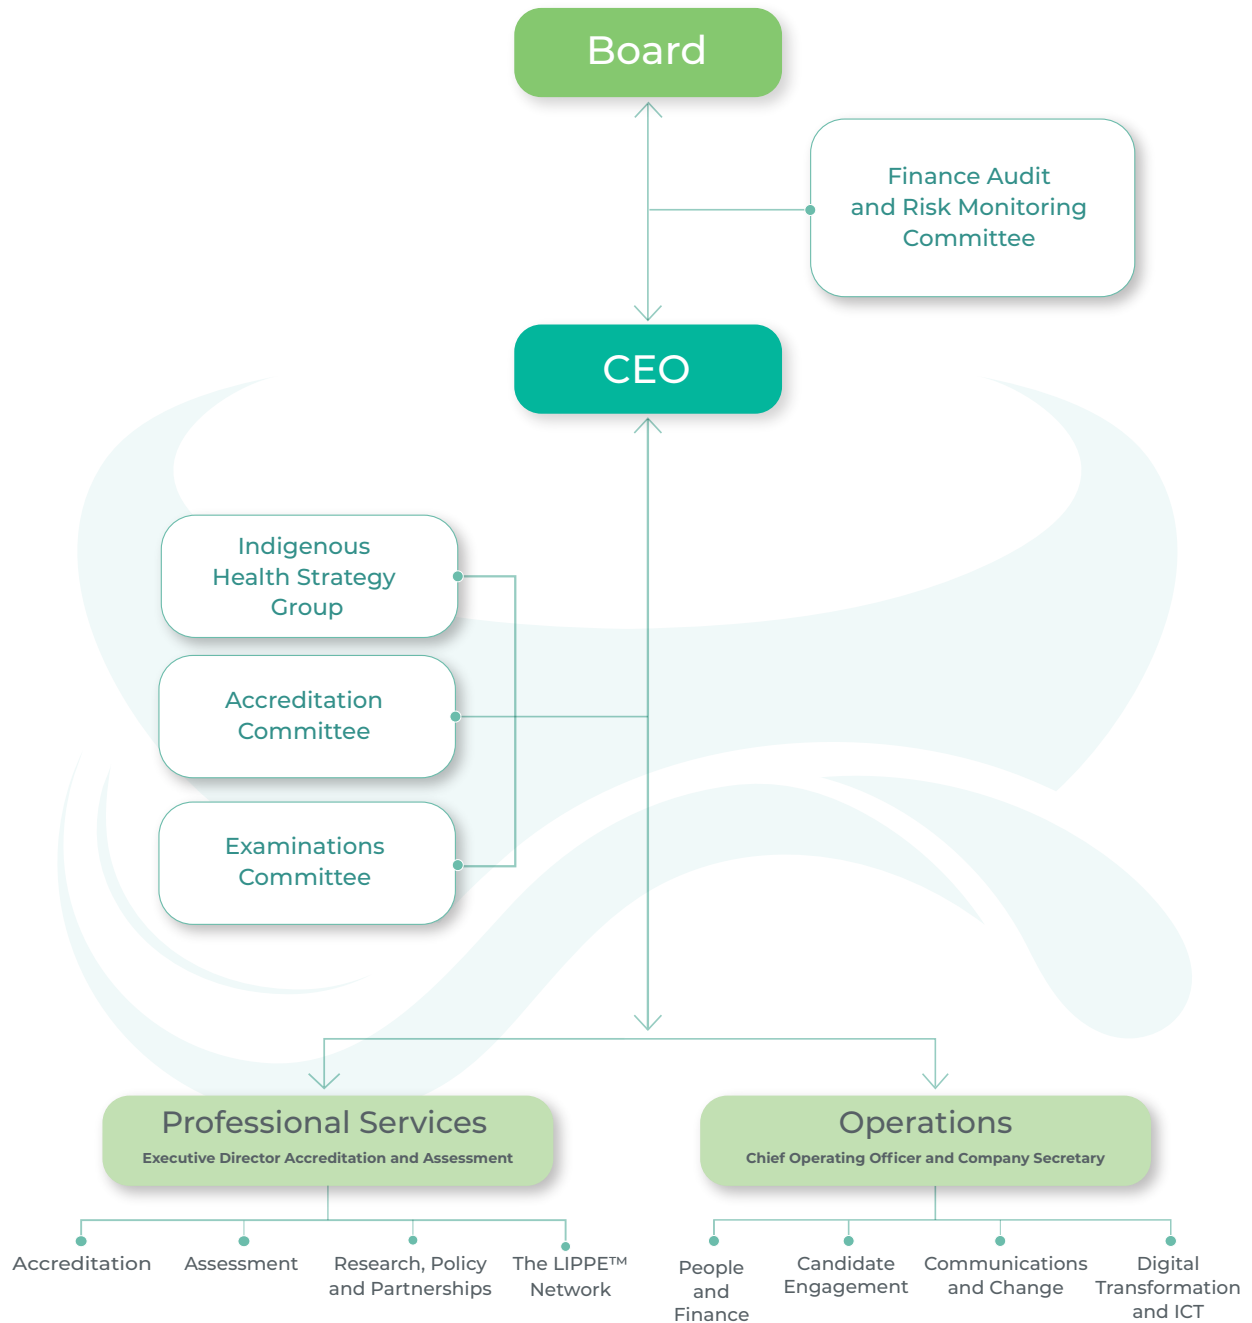 Board
Finance Audit
and Risk Monitoring
Committee
CEO
Indigenous
Health Strategy
Group
Accreditation
Committee
Examinations
Committee
Professional Services
Executive Director Accreditation and Assessment
Operations
Chief Operating Officer and Company Secretary
Accreditation
Assessment
Research, Policy
and Partnerships
The LIPPE™
Network
People
and
Finance
Candidate
Engagement
Communications
and Change
Digital
Transformation
and ICT